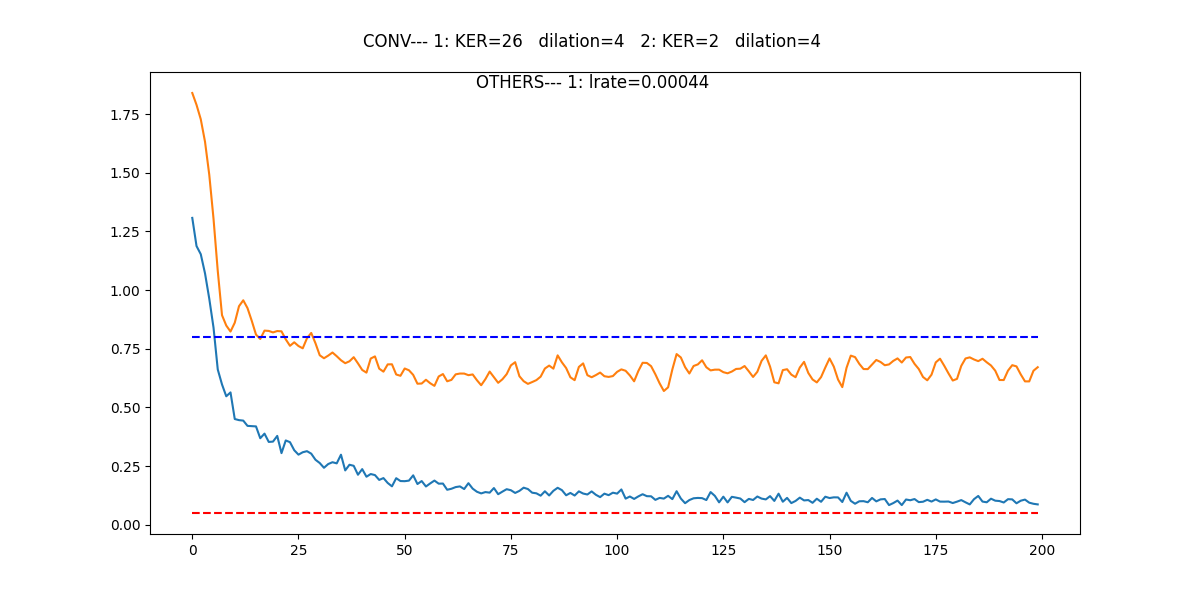 CONV--- 1: KER=26   dilation=4   2: KER=2   dilation=4
OTHERS--- 1: lrate=0.00044
1.75
1.50
1.25
1.00
0.75
0.50
0.25
0.00
0 25 50 75 100 125 150 175 200